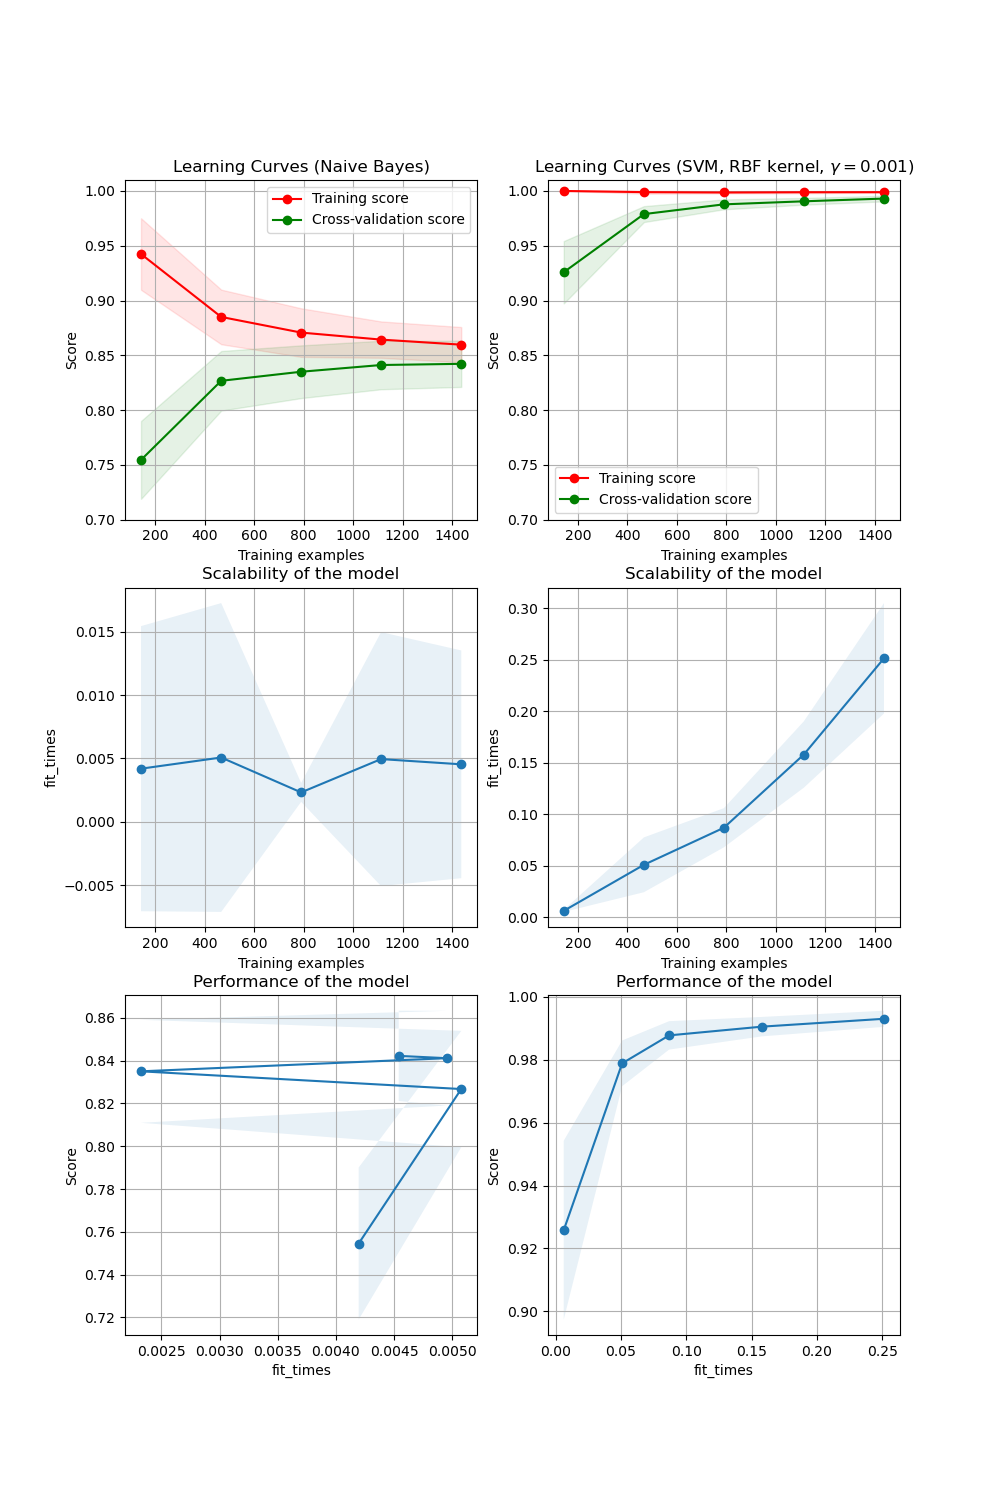 Learning Curves (Naive Bayes)
1.00
0.95
0.90
0.85
0.80
0.75
0.70
Score
Training score
Cross-validation score
200 400 600 800 1000 1200 1400
Training examples
Learning Curves (SVM, RBF kernel, γ = 0.001)
1.00
0.95
0.90
0.85
0.80
0.75
0.70
Score
Training score
Cross-validation score
200 400 600 800 1000 1200 1400
Training examples
Scalability of the model
0.015
0.010
0.005
0.000
−0.005
fit_times
200 400 600 800 1000 1200 1400
Training examples
Scalability of the model
0.30
0.25
0.20
0.15
0.10
0.05
0.00
fit_times
200 400 600 800 1000 1200 1400
Training examples
Performance of the model
0.86
0.84
0.82
0.80
0.78
0.76
0.74
0.72
Score
0.0025 0.0030 0.0035 0.0040 0.0045 0.0050
fit_times
Performance of the model
1.00
0.98
0.96
0.94
0.92
0.90
Score
0.00 0.05 0.10 0.15 0.20 0.25
fit_times